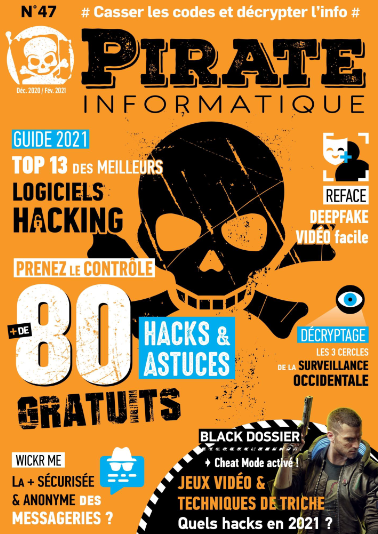 N°47
# Casser les codes et décrypter l'info #
PIRATE
INFORMATIQUE
Déc. 2020 / Fév. 2021
GUIDE 2021
TOP 13 DES MEILLEURS
LOGICIELS
HACKING
REFACE
DEEPFAKE
VIDÉO facile
PRENEZ LE CONTRÔLE
+ DE
80
HACKS &
ASTUCES
GRATUITS
DÉCRYPTAGE
LES 3 CERCLES
DE LA SURVEILLANCE
OCCIDENTALE
WICKR ME
LA + SÉCURISÉE
& ANONYME DES
MESSAGERIES ?
BLACK DOSSIER
+ Cheat Mode activé !
JEUX VIDÉO &
TECHNIQUES DE TRICHE
Quels hacks en 2021 ?